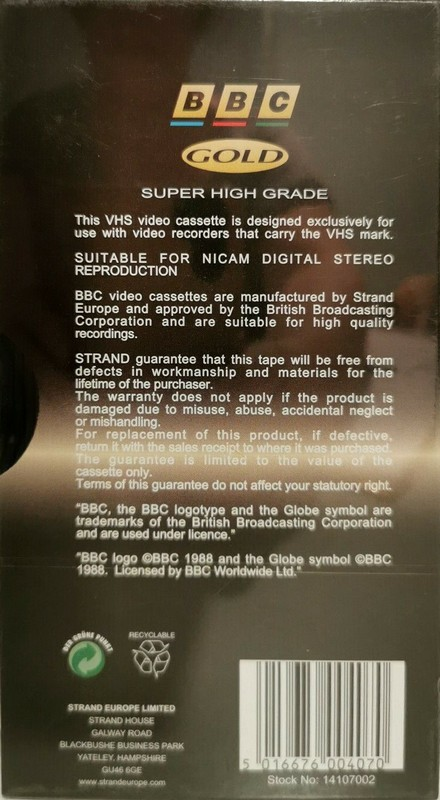 BBC
GOLD
SUPER HIGH GRADE
This VHS video cassette is designed exclusively for
use with video recorders that carry the VHS mark.
SUITABLE FOR NICAM DIGITAL STEREO
REPRODUCTION
BBC video cassettes are manufactured by Strand
Europe and approved by the British Broadcasting
Corporation and are suitable for high quality
recordings.
STRAND guarantee that this tape will be free from
defects in workmanship and materials for the
lifetime of the purchaser.
The warranty does not apply if the product is
damaged due to misuse, abuse, accidental neglect
or mishandling.
For replacement of this product, if defective,
return it with the sales receipt to where it was purchased.
The guarantee is limited to the value of the
cassette only.
Terms of this guarantee do not affect your statutory right.
"BBC, the BBC logotype and the Globe symbol are
trademarks of the British Broadcasting Corporation
and are used under licence."
"BBC logo ©BBC 1988 and the Globe symbol ©BBC
1988. Licensed by BBC Worldwide Ltd."
DER GRÜNE PUNKT
RECYCLABLE
STRAND EUROPE LIMITED
STRAND HOUSE
GALWAY ROAD
BLACKBUSHE BUSINESS PARK
YATELEY, HAMPSHIRE
GU46 6GE
www.strandeurope.com
5 016676 004070
Stock No: 14107002